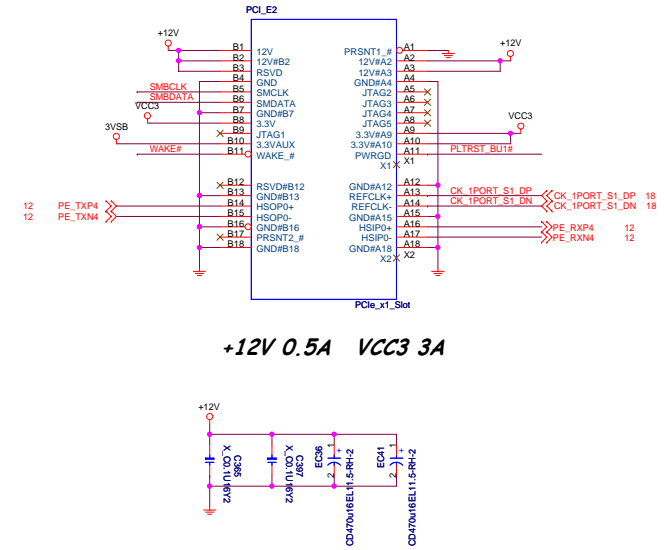 PCI_E2
+12V
B1 12V PRSNT1_# A1
+12V
B2 12V#B2 12V#A2 A2
B3 RSVD 12V#A3 A3
B4 GND GND#A4 A4
SMBCLK B5 SMCLK JTAG2 A5
SMBDATA B6 SMDATA JTAG3 A6
B7 GND#B7 JTAG4 A7
VCC3 B8 3.3V JTAG5 A8
VCC3
B9 JTAG1 3.3V#A9 A9
3VSB B10 3.3VAUX 3.3V#A10 A10
WAKE# B11 WAKE_# PWRGD A11 PLTRST_BU1#
X1 X1
B12 RSVD#B12 GND#A12 A12
B13 GND#B13 REFCLK+ A13 CK_1PORT_S1_DP CK_1PORT_S1_DP 18
12 PE_TXP4 B14 HSOP0+ REFCLK- A14 CK_1PORT_S1_DN CK_1PORT_S1_DN 18
12 PE_TXN4 B15 HSOP0- GND#A15 A15
B16 GND#B16 HSIP0+ A16 PE_RXP4 12
B17 PRSNT2_# HSIP0- A17 PE_RXN4 12
B18 GND#B18 GND#A18 A18
X2 X2
PCIe_x1_Slot
+12V 0.5A VCC3 3A
+12V
C365
X_C0.1U16Y2
C397
X_C0.1U16Y2
EC36
1
+
2
CD470u16EL11.5-RH-2
EC41
1
+
2
CD470u16EL11.5-RH-2